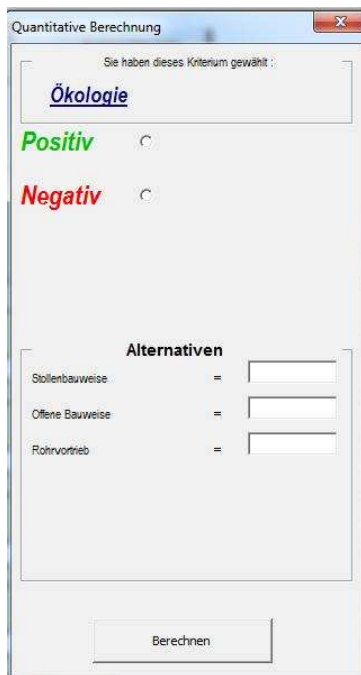 Quantitative Berechnung
Sie haben dieses Kriterium gewählt :
Ökologie
Positiv
Negativ
Alternativen
Stollenbauweise =
Offene Bauweise =
Rohrvortrieb =
Berechnen